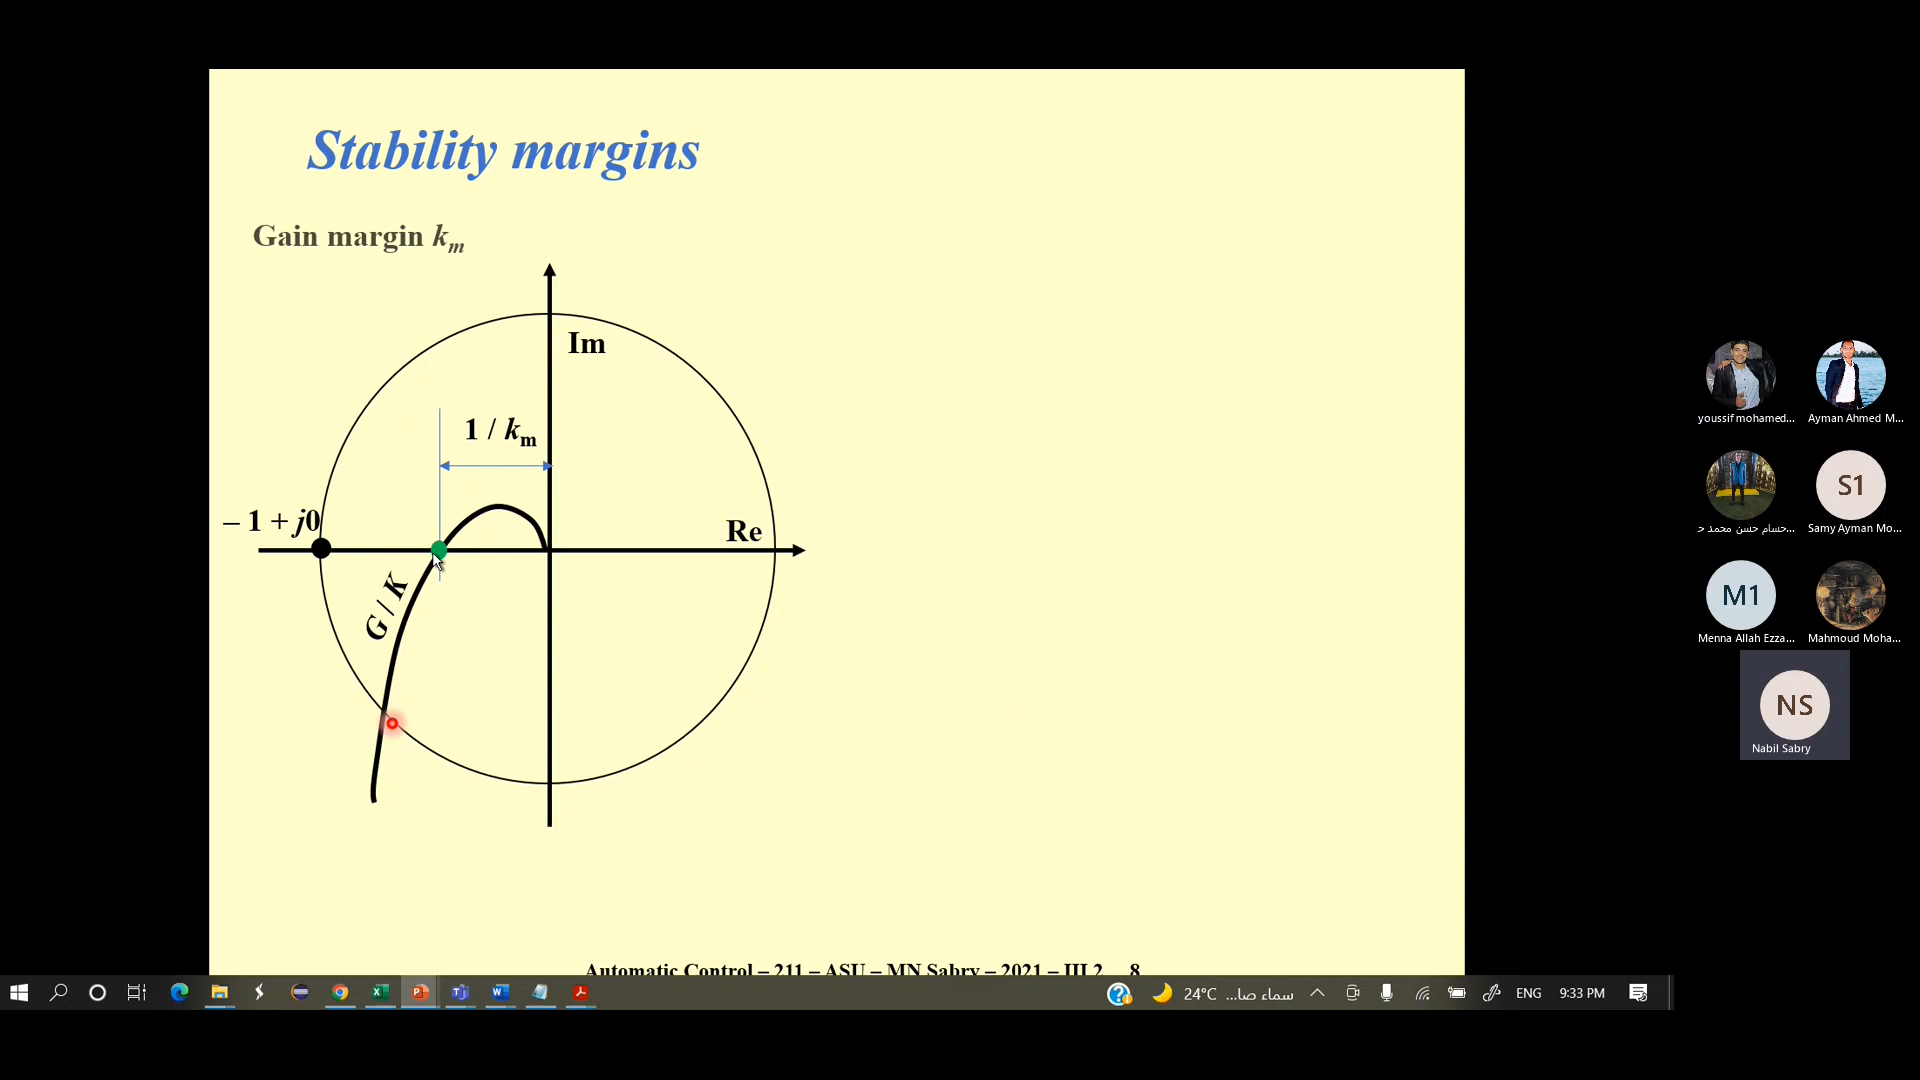 Stability margins
Gain margin km
Im
1 / km
– 1 + j0
Re
G / K
Automatic Control – 211 – ASU – MN Sabry – 2021 – III.2 8
youssif mohamed...
Ayman Ahmed M...
S1
حسام حسن محمد ح...
Samy Ayman Mo...
M1
Menna Allah Ezza...
Mahmoud Moha...
NS
Nabil Sabry
24°C سماء صا...
ENG
9:33 PM